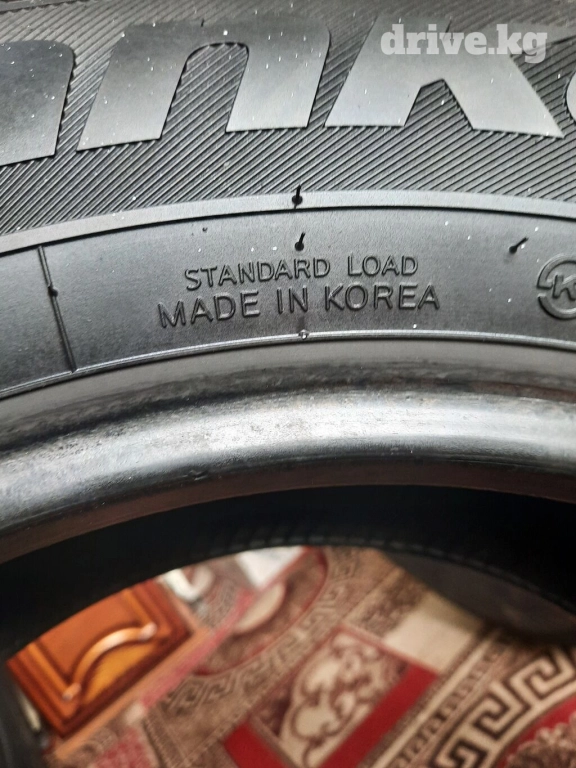 drive.kg
STANDARD LOAD
MADE IN KOREA
K